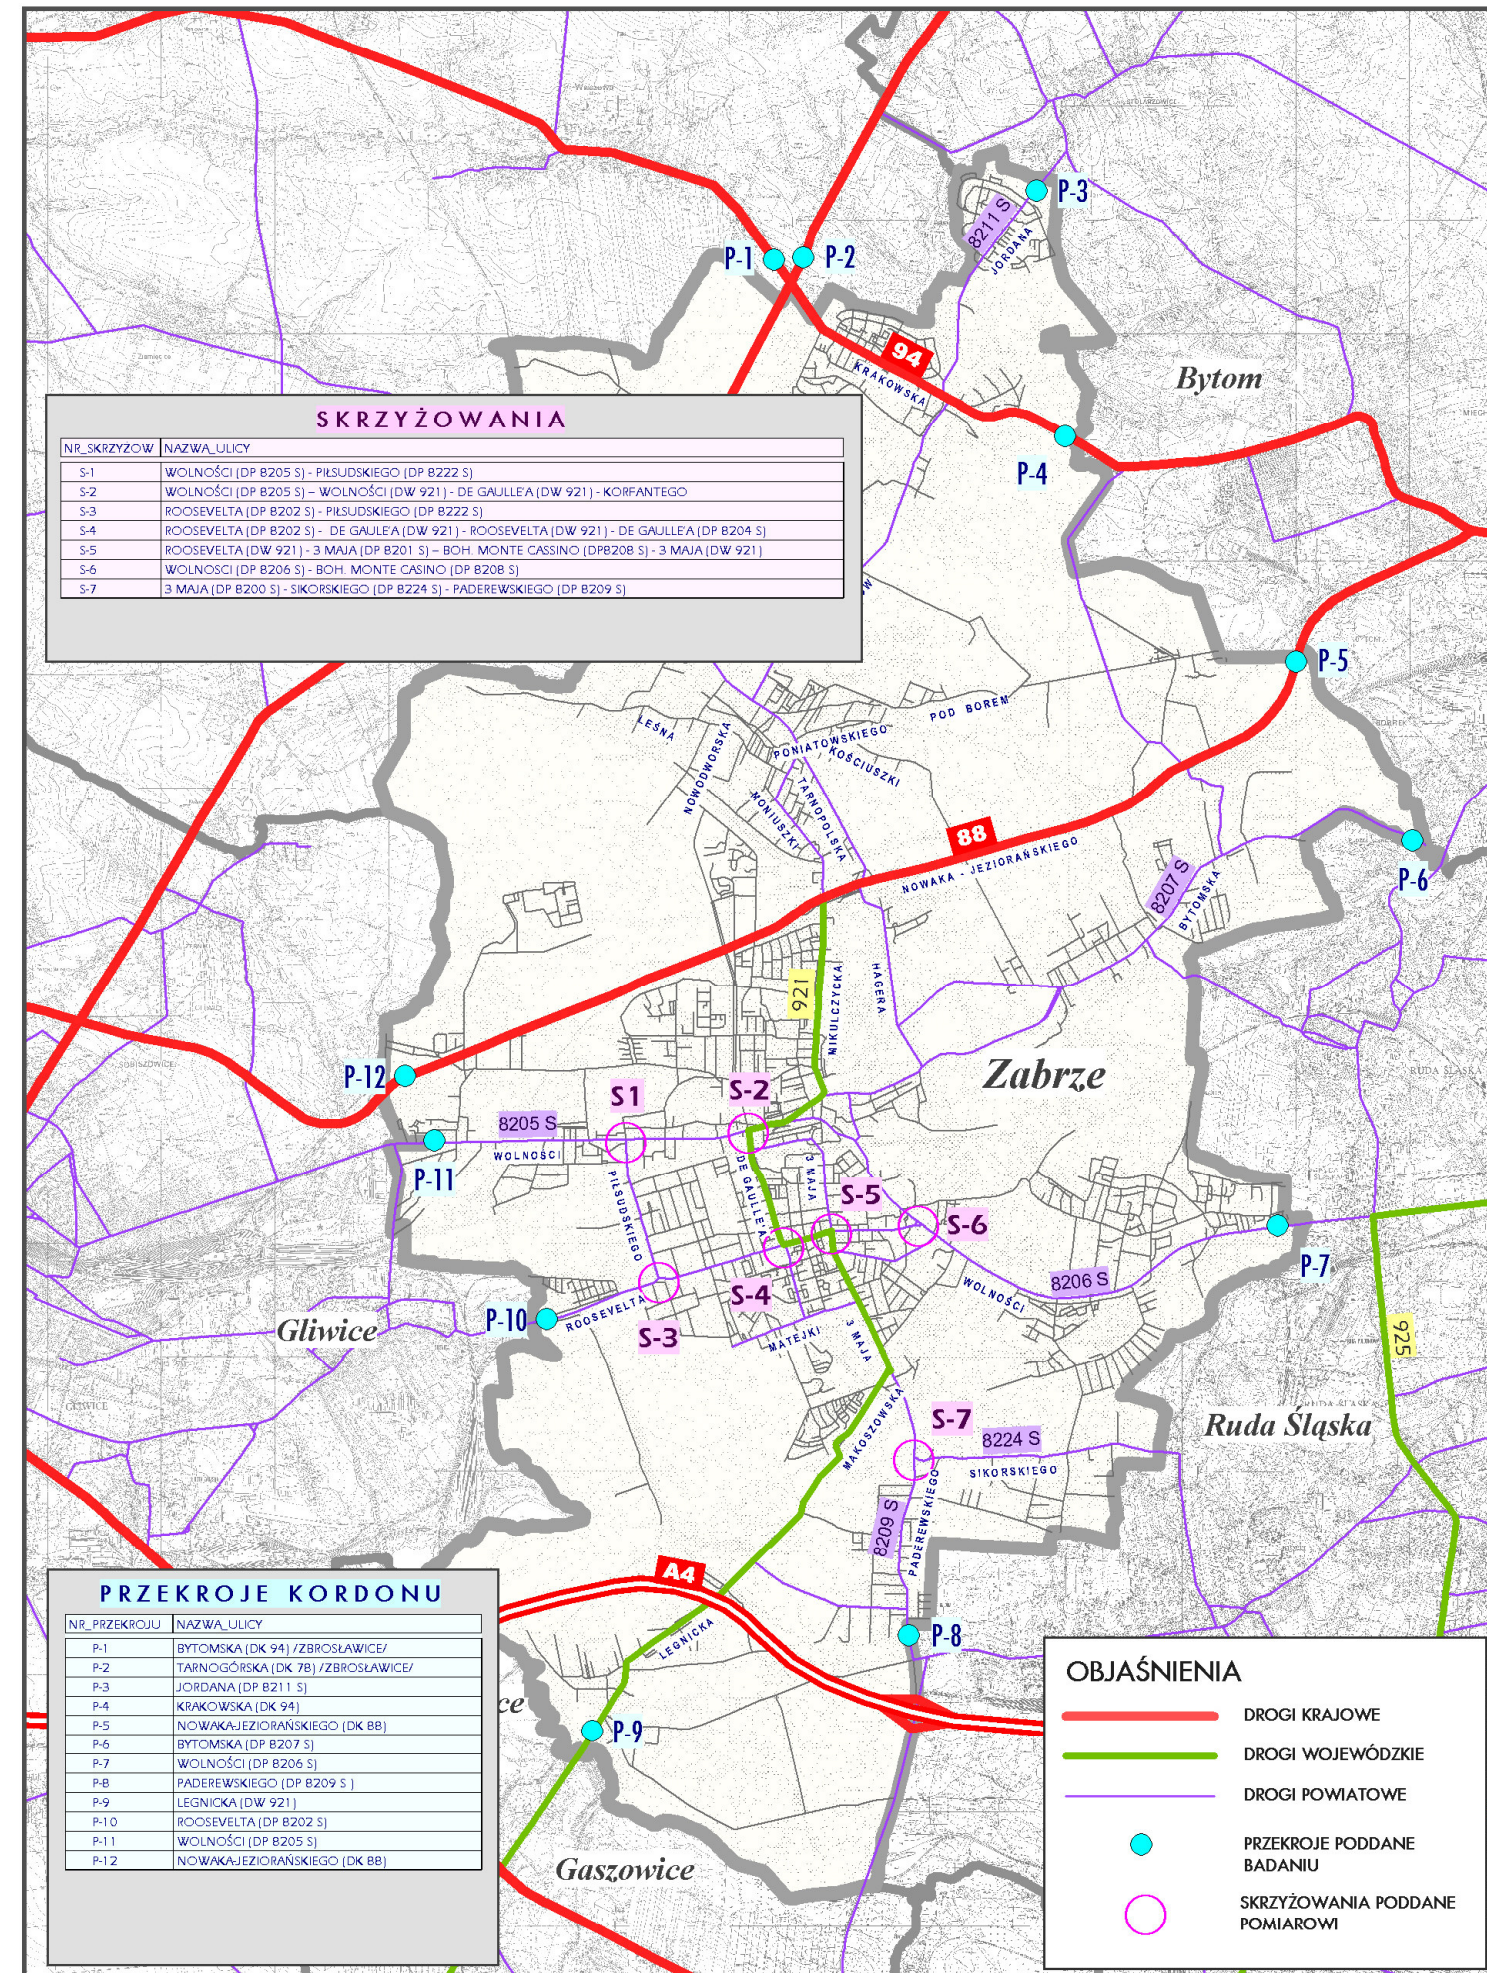 P-3
8211 S
JORDANA
P-1
P-2
94
KRAKOWSKA
Bytom
P-4
SKRZYŻOWANIA
NR_SKRZYŻOW NAZWA_ULICY
S-1 WOLNOŚCI (DP 8205 S) - PIŁSUDSKIEGO (DP 8222 S)
S-2 WOLNOŚCI (DP 8205 S) – WOLNOŚCI (DW 921) - DE GAULLE'A (DW 921) - KORFANTEGO
S-3 ROOSEVELTA (DP 8202 S) - PIŁSUDSKIEGO (DP 8222 S)
S-4 ROOSEVELTA (DP 8202 S) - DE GAULE'A (DW 921) - ROOSEVELTA (DW 921) - DE GAULLE'A (DP 8204 S)
S-5 ROOSEVELTA (DW 921) - 3 MAJA (DP 8201 S) – BOH. MONTE CASSINO (DP8208 S) - 3 MAJA (DW 921)
S-6 WOLNOSCI (DP 8206 S) - BOH. MONTE CASINO (DP 8208 S)
S-7 3 MAJA (DP 8200 S) - SIKORSKIEGO (DP 8224 S) - PADEREWSKIEGO (DP 8209 S)
P-5
LEŚNA
NOWODWORSKA
POD BOREM
PONIATOWSKIEGO
KOŚCIUSZKI
MONIUSZKI
TARNOPOLSKA
88
NOWAKA - JEZIORAŃSKIEGO
P-6
8207 S
BYTOMSKA
921
MIKULCZYCKA
HAGERA
Zabrze
RUDA ŚLĄSKA
P-12
S1
S-2
8205 S
WOLNOŚCI
P-11
PIŁSUDSKIEGO
DE GAULLE'A
3 MAJA
S-5
S-6
P-7
8206 S
WOLNOŚCI
S-4
P-10
ROOSEVELTA
S-3
MATEJKI
3 MAJA
Gliwice
925
GLIWICE
RUDA ŚLĄSKA
Ruda Śląska
MAKOSZOWSKA
S-7
8224 S
SIKORSKIEGO
8209 S
PADEREWSKIEGO
A4
LEGNICKA
P-8
P-9
ce
Gaszowice
PRZEKROJE KORDONU
NR_PRZEKROJU NAZWA_ULICY
P-1 BYTOMSKA (DK 94) /ZBROSŁAWICE/
P-2 TARNOGÓRSKA (DK 78) /ZBROSŁAWICE/
P-3 JORDANA (DP 8211 S)
P-4 KRAKOWSKA (DK 94)
P-5 NOWAKA-JEZIORAŃSKIEGO (DK 88)
P-6 BYTOMSKA (DP 8207 S)
P-7 WOLNOŚCI (DP 8206 S)
P-8 PADEREWSKIEGO (DP 8209 S )
P-9 LEGNICKA (DW 921)
P-10 ROOSEVELTA (DP 8202 S)
P-11 WOLNOŚCI (DP 8205 S)
P-12 NOWAKA-JEZIORAŃSKIEGO (DK 88)
OBJAŚNIENIA
DROGI KRAJOWE
DROGI WOJEWÓDZKIE
DROGI POWIATOWE
PRZEKROJE PODDANE
BADANIU
SKRZYŻOWANIA PODDANE
POMIAROWI